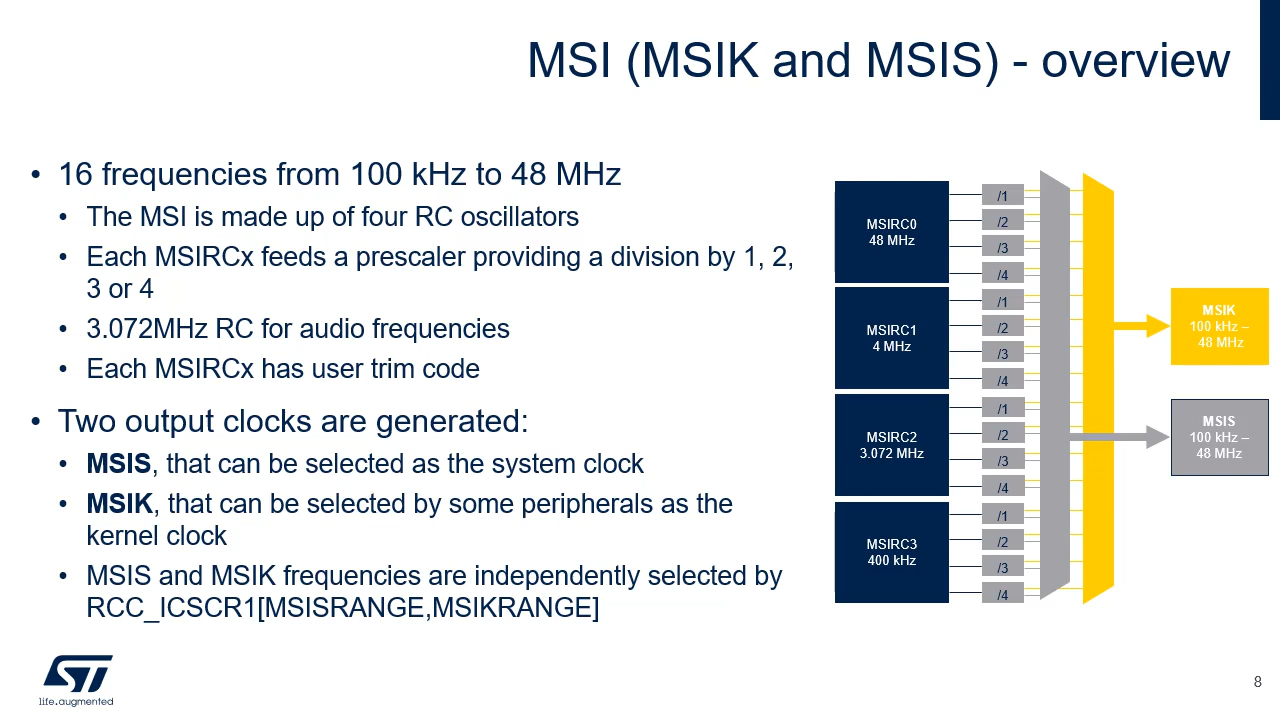 MSI (MSIK and MSIS) - overview
• 16 frequencies from 100 kHz to 48 MHz
• The MSI is made up of four RC oscillators
• Each MSIRCx feeds a prescaler providing a division by 1, 2,
3 or 4
• 3.072MHz RC for audio frequencies
• Each MSIRCx has user trim code
• Two output clocks are generated:
• MSIS, that can be selected as the system clock
• MSIK, that can be selected by some peripherals as the
kernel clock
• MSIS and MSIK frequencies are independently selected by
RCC_ICSCR1[MSISRANGE,MSIKRANGE]
MSIRC0
48 MHz
/1
/2
/3
/4
MSIRC1
4 MHz
/1
/2
/3
/4
MSIRC2
3.072 MHz
/1
/2
/3
/4
MSIRC3
400 kHz
/1
/2
/3
/4
MSIK
100 kHz –
48 MHz
MSIS
100 kHz –
48 MHz
ST
life.augmented
8